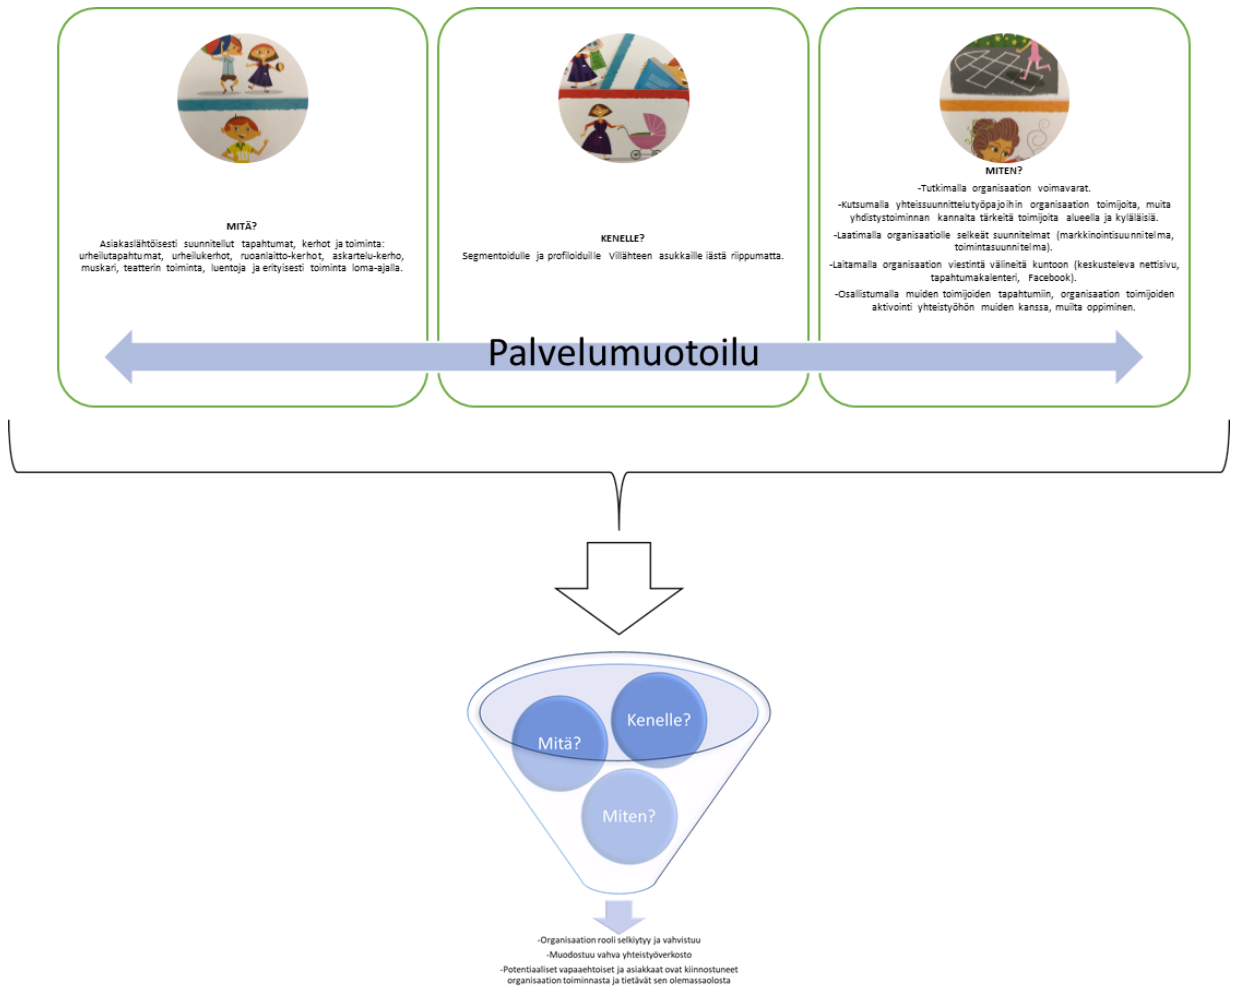 MITÄ?
Asiakaslähtöisesti suunnitellut tapahtumat, kerhot ja toiminta:
urheilutapahtumat, urheilukerhot, ruoanlaitto-kerhot, askartelu-kerho,
muskari, teatterin toiminta, luentoja ja erityisesti toiminta loma-ajalla.
KENELLE?
Segmentoidulle ja profiloiduille Villähteen asukkaille iästä riippumatta.
MITEN?
-Tutkimalla organisaation voimavarat.
-Kutsumalla yhteissuunnittelutyöpajoihin organisaation toimijoita, muita
yhdistystoiminnan kannalta tärkeitä toimijoita alueella ja kyläläisiä.
-Laatimalla organisaatiolle selkeät suunnitelmat (markkinointisuunnitelma,
toimintasuunnitelma).
-Laitamalla organisaation viestintä välineitä kuntoon (keskusteleva nettisivu,
tapahtumakalenteri, Facebook).
-Osallistumalla muiden toimijoiden tapahtumiin, organisaation toimijoiden
aktivointi yhteistyöhön muiden kanssa, muilta oppiminen.
Palvelumuotoilu
Kenelle?
Mitä?
Miten?
-Organisaation rooli selkiytyy ja vahvistuu
-Muodostuu vahva yhteistyöverkosto
-Potentiaaliset vapaaehtoiset ja asiakkaat ovat kiinnostuneet
organisaation toiminnasta ja tietävät sen olemassaolosta